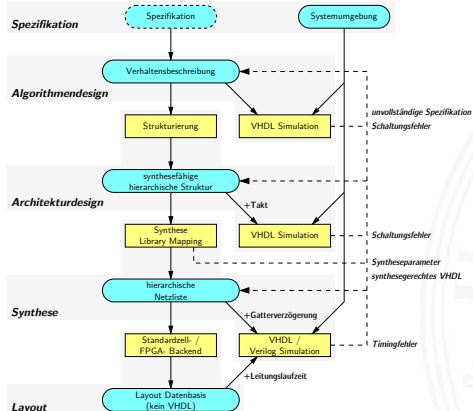 Spezifikation
Systemumgebung
Spezifikation
Verhaltensbeschreibung
Algorithmendesign
unvollständige Spezifikation
Strukturierung
VHDL Simulation
Schaltungsfehler
synthesefähige
hierarchische Struktur
Architekturdesign
+Takt
Synthese
Library Mapping
VHDL Simulation
Schaltungsfehler
Syntheseparameter
synthesegerechtes VHDL
hierarchische
Netzliste
Synthese
+Gatterverzögerung
Standardzell- /
FPGA- Backend
VHDL /
Verilog Simulation
Timingfehler
+Leitungslaufzeit
Layout Datenbasis
(kein VHDL)
Layout